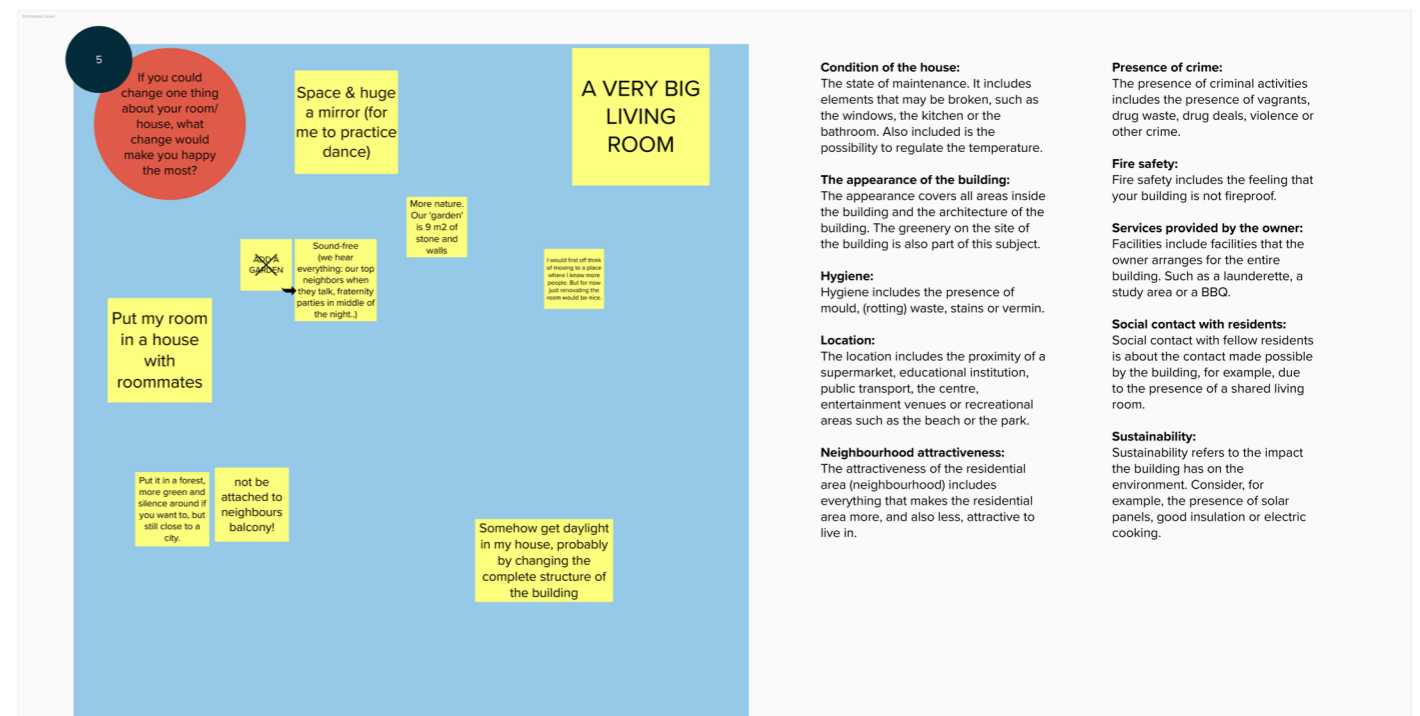 Unnamed area
5
If you could
change one thing
about your room/
house, what
change would
make you happy
the most?
Space & huge
a mirror (for
me to practice
dance)
A VERY BIG
LIVING
ROOM
More nature.
Our 'garden'
is 9 m2 of
stone and
walls
ADD A
GARDEN
Sound-free
(we hear
everything: our top
neighbors when
they talk, fraternity
parties in middle of
the night..)
I would first off think
of moving to a place
where I know more
people. But for now
just renovating the
room would be nice.
Put my room
in a house
with
roommates
Put it in a forest,
more green and
silence around if
you want to, but
still close to a
city.
not be
attached to
neighbours
balcony!
Somehow get daylight
in my house, probably
by changing the
complete structure of
the building
Condition of the house:
The state of maintenance. It includes
elements that may be broken, such as
the windows, the kitchen or the
bathroom. Also included is the
possibility to regulate the temperature.
The appearance of the building:
The appearance covers all areas inside
the building and the architecture of the
building. The greenery on the site of
the building is also part of this subject.
Hygiene:
Hygiene includes the presence of
mould, (rotting) waste, stains or vermin.
Location:
The location includes the proximity of a
supermarket, educational institution,
public transport, the centre,
entertainment venues or recreational
areas such as the beach or the park.
Neighbourhood attractiveness:
The attractiveness of the residential
area (neighbourhood) includes
everything that makes the residential
area more, and also less, attractive to
live in.
Presence of crime:
The presence of criminal activities
includes the presence of vagrants,
drug waste, drug deals, violence or
other crime.
Fire safety:
Fire safety includes the feeling that
your building is not fireproof.
Services provided by the owner:
Facilities include facilities that the
owner arranges for the entire
building. Such as a launderette, a
study area or a BBQ.
Social contact with residents:
Social contact with fellow residents
is about the contact made possible
by the building, for example, due
to the presence of a shared living
room.
Sustainability:
Sustainability refers to the impact
the building has on the
environment. Consider, for
example, the presence of solar
panels, good insulation or electric
cooking.